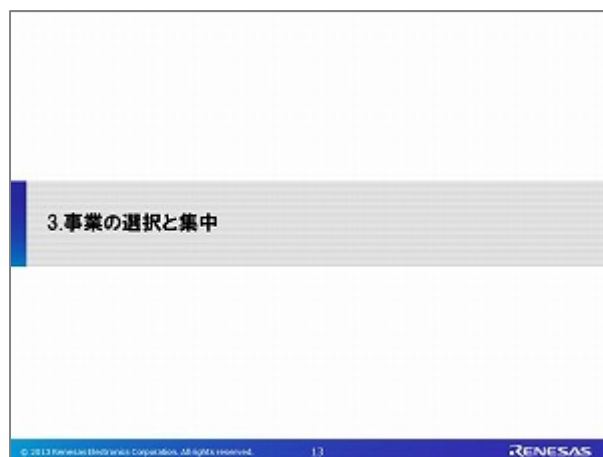 3.事業の選択と集中
© 2013 Renesas Electronics Corporation. All rights reserved.
13
RENESAS